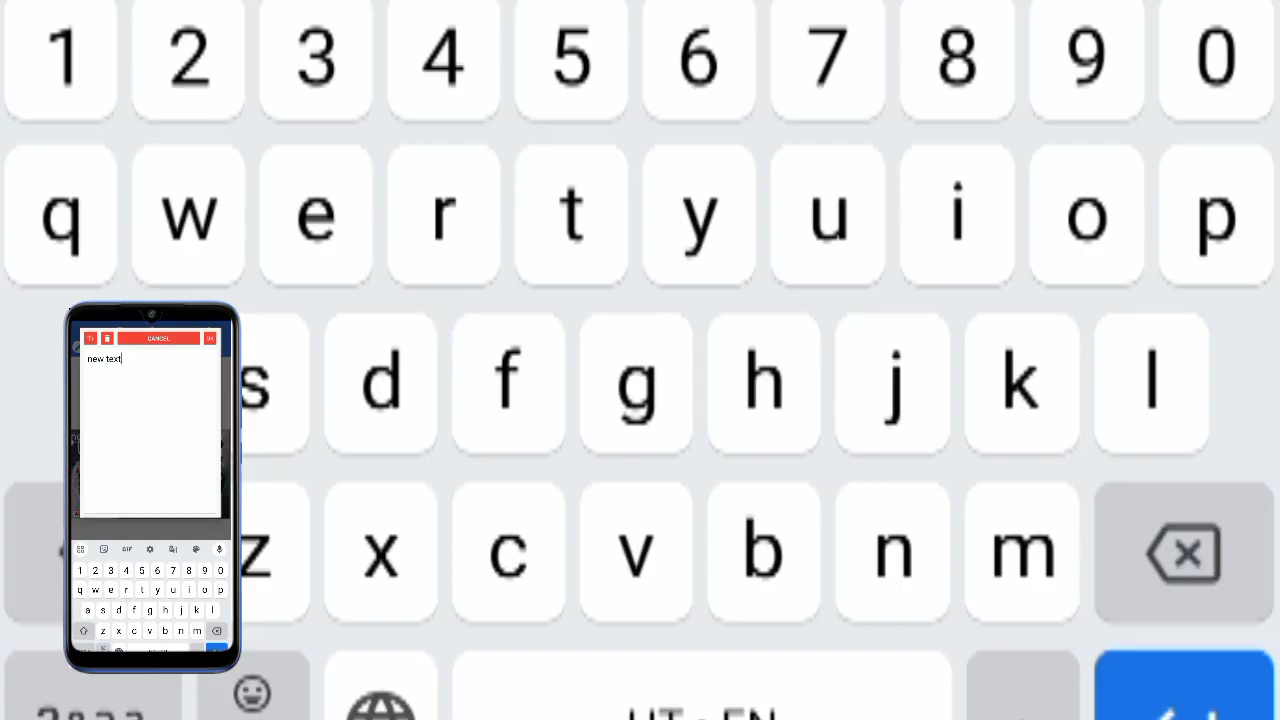 1 2 3 4 5 6 7 8 9 0
q w e r t y u i o p
s d f g h j k l
z x c v b n m
CANCEL
new text
GIF
1 2 3 4 5 6 7 8 9 0
q w e r t y u i o p
a s d f g h j k l
z x c v b n m